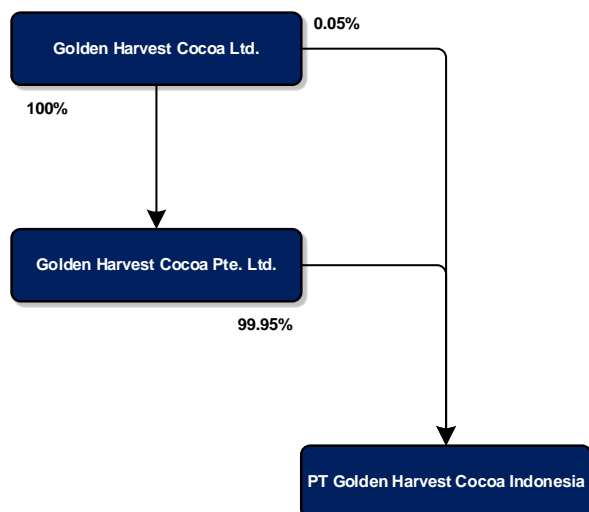 Golden Harvest Cocoa Ltd.
0.05%
100%
Golden Harvest Cocoa Pte. Ltd.
99.95%
PT Golden Harvest Cocoa Indonesia